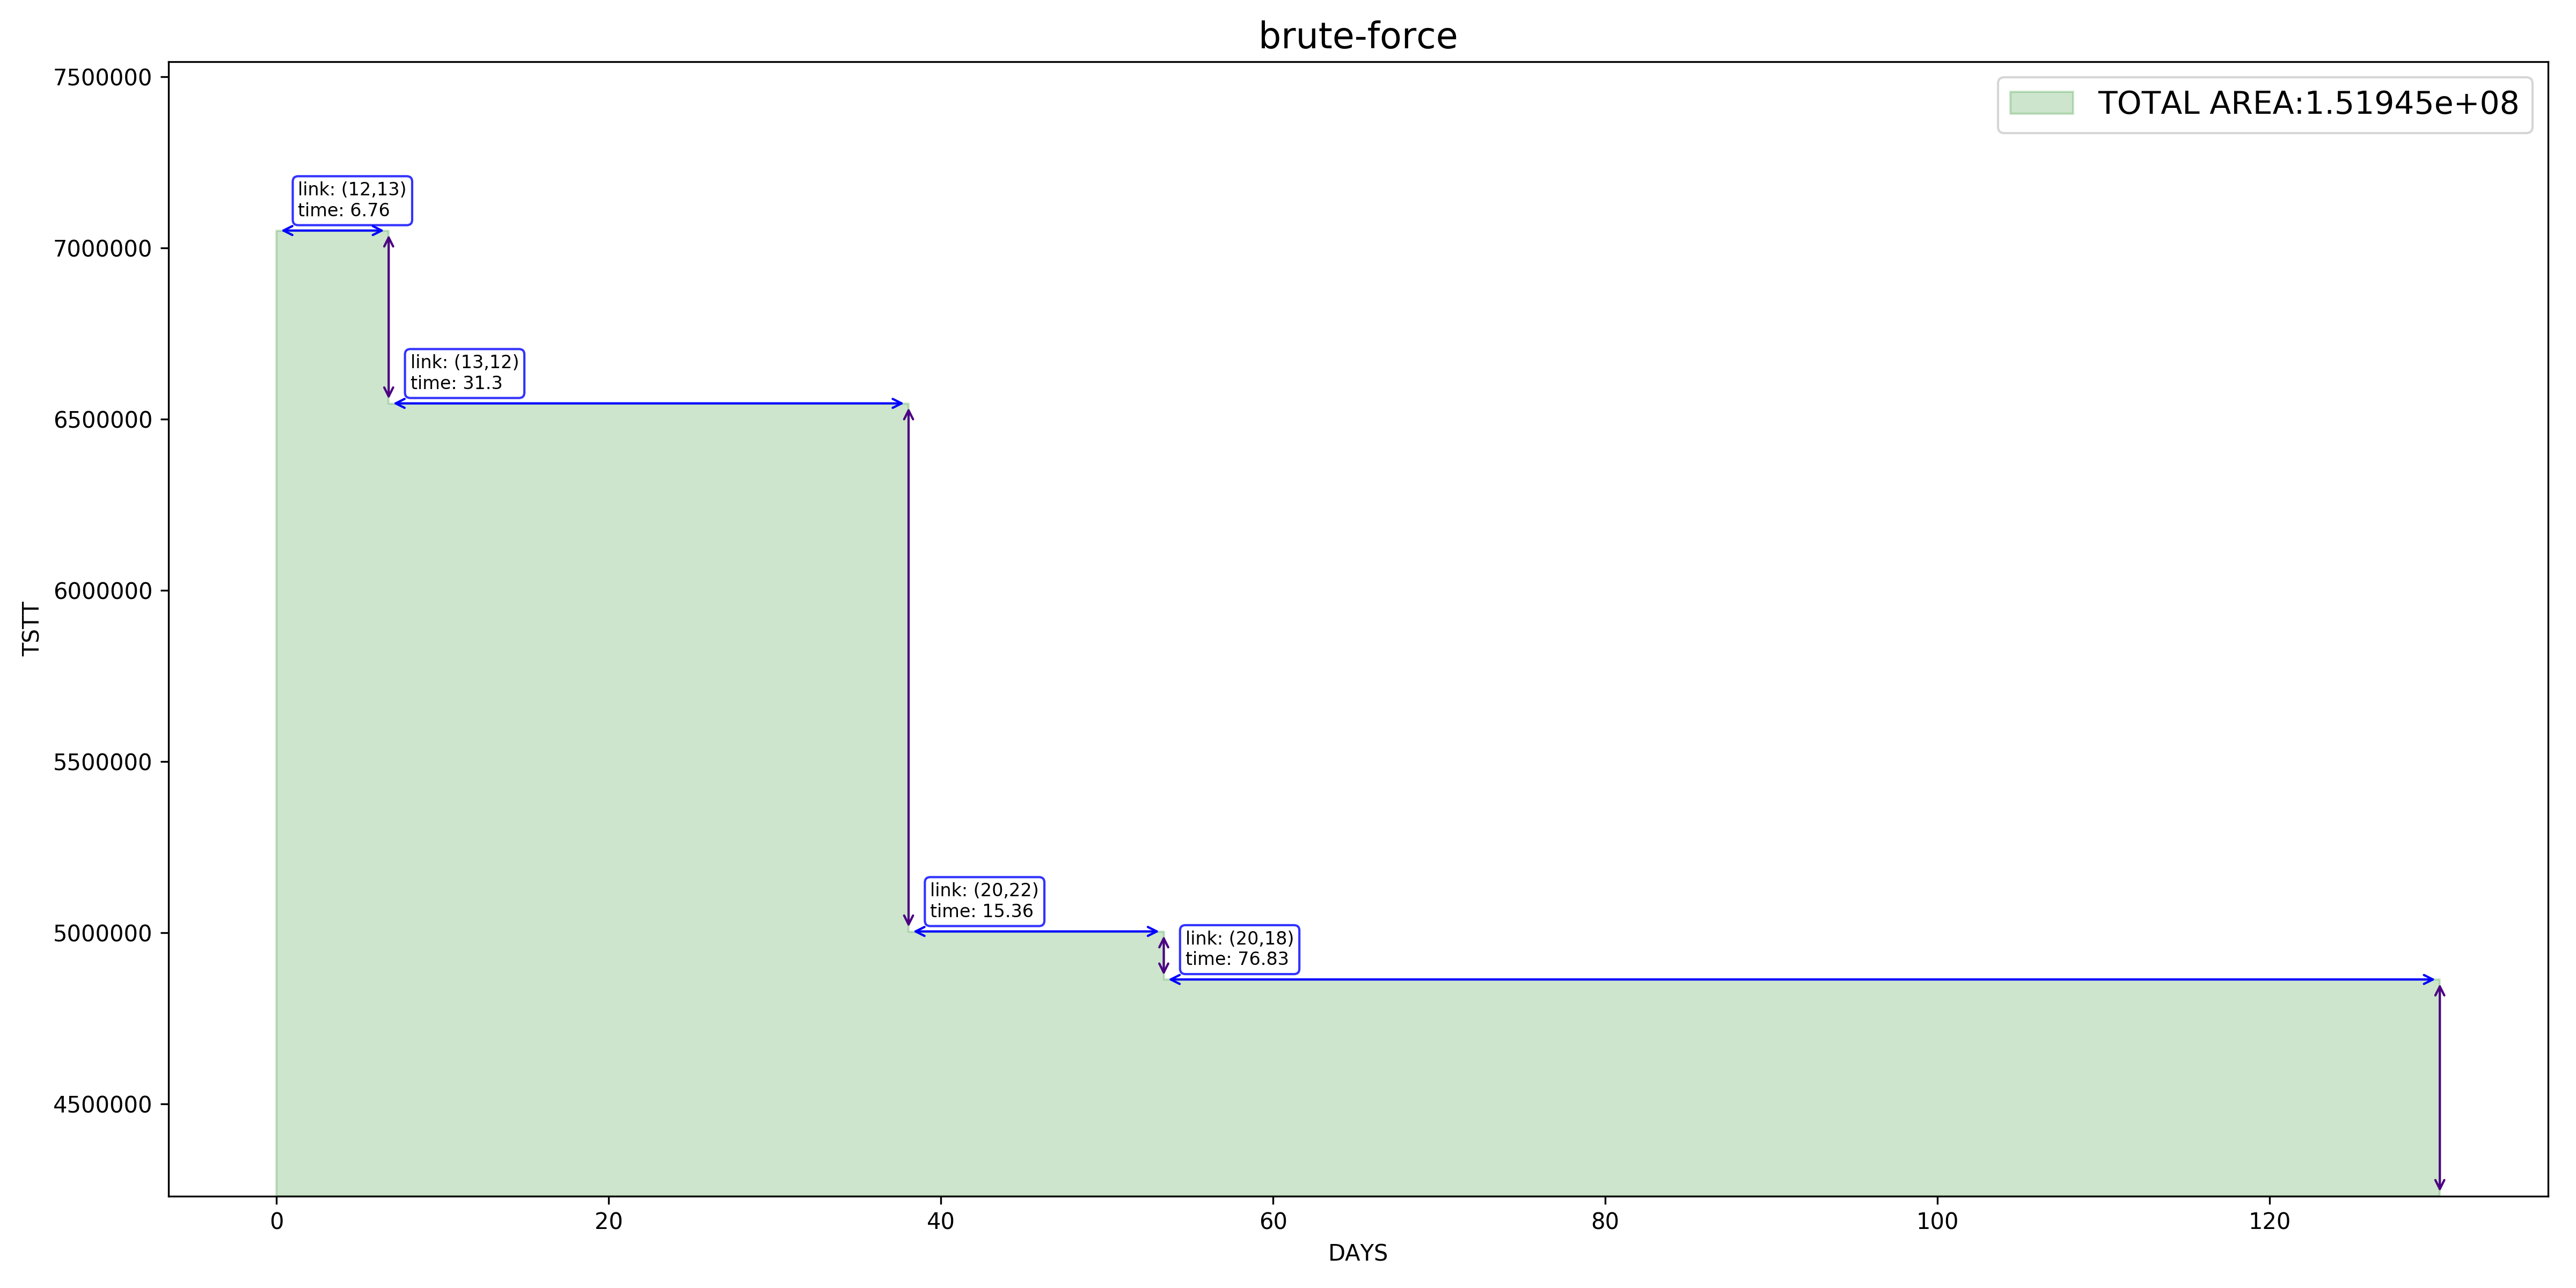 brute-force
TOTAL AREA:1.51945e+08
7500000
7000000
6500000
6000000
5500000
5000000
4500000
TSTT
link: (12,13)
time: 6.76
link: (13,12)
time: 31.3
link: (20,22)
time: 15.36
link: (20,18)
time: 76.83
0
20
40
60
80
100
120
DAYS